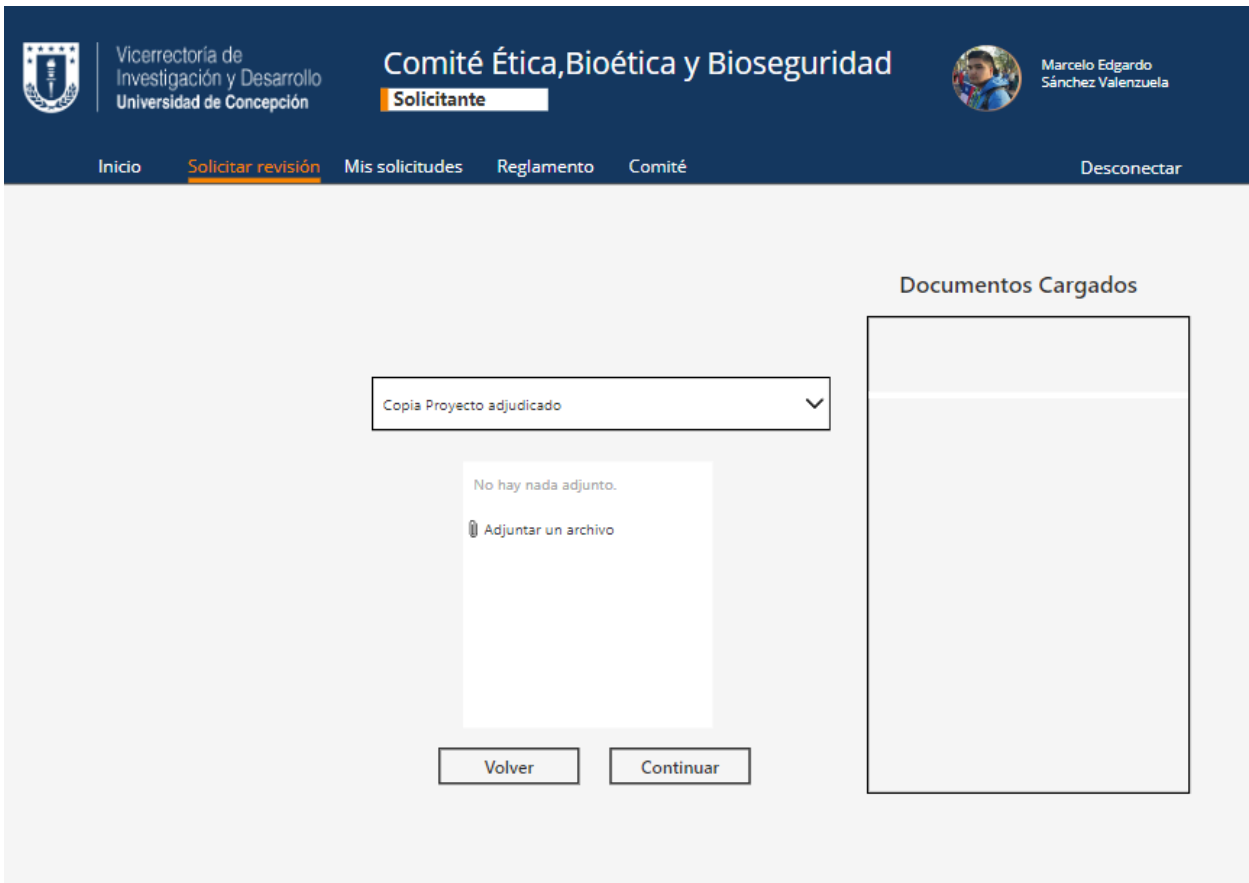 Vicerrectoría de
Investigación y Desarrollo
Universidad de Concepción
Comité Ética,Bioética y Bioseguridad
Solicitante
Marcelo Edgardo
Sánchez Valenzuela
Inicio Solicitar revisión Mis solicitudes Reglamento Comité Desconectar
Documentos Cargados
Copia Proyecto adjudicado
No hay nada adjunto.
Adjuntar un archivo
Volver Continuar